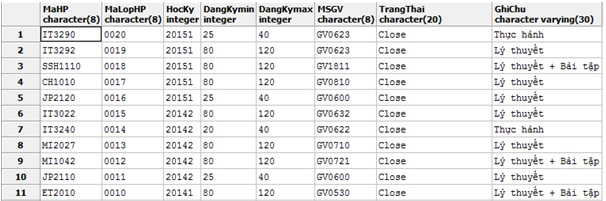 MaHP MaLopHP HocKy DangKymin DangKymax MSGV TrangThai GhiChu
character(8) character(8) integer integer integer character(8) character(20) character varying(30)
1 IT3290 0020 20151 25 40 GV0623 Close Thực hành
2 IT3292 0019 20151 80 120 GV0623 Close Lý thuyết
3 SSH1110 0018 20151 80 120 GV1811 Close Lý thuyết + Bài tập
4 CH1010 0017 20151 80 120 GV0810 Close Lý thuyết
5 JP2120 0016 20151 25 40 GV0600 Close Lý thuyết
6 IT3022 0015 20142 80 120 GV0632 Close Lý thuyết
7 IT3240 0014 20142 20 40 GV0622 Close Thực hành
8 MI2027 0013 20142 80 120 GV0710 Close Lý thuyết
9 MI1042 0012 20142 80 120 GV0721 Close Lý thuyết + Bài tập
10 JP2110 0011 20142 25 40 GV0600 Close Lý thuyết
11 ET2010 0010 20141 80 120 GV0530 Close Lý thuyết + Bài tập